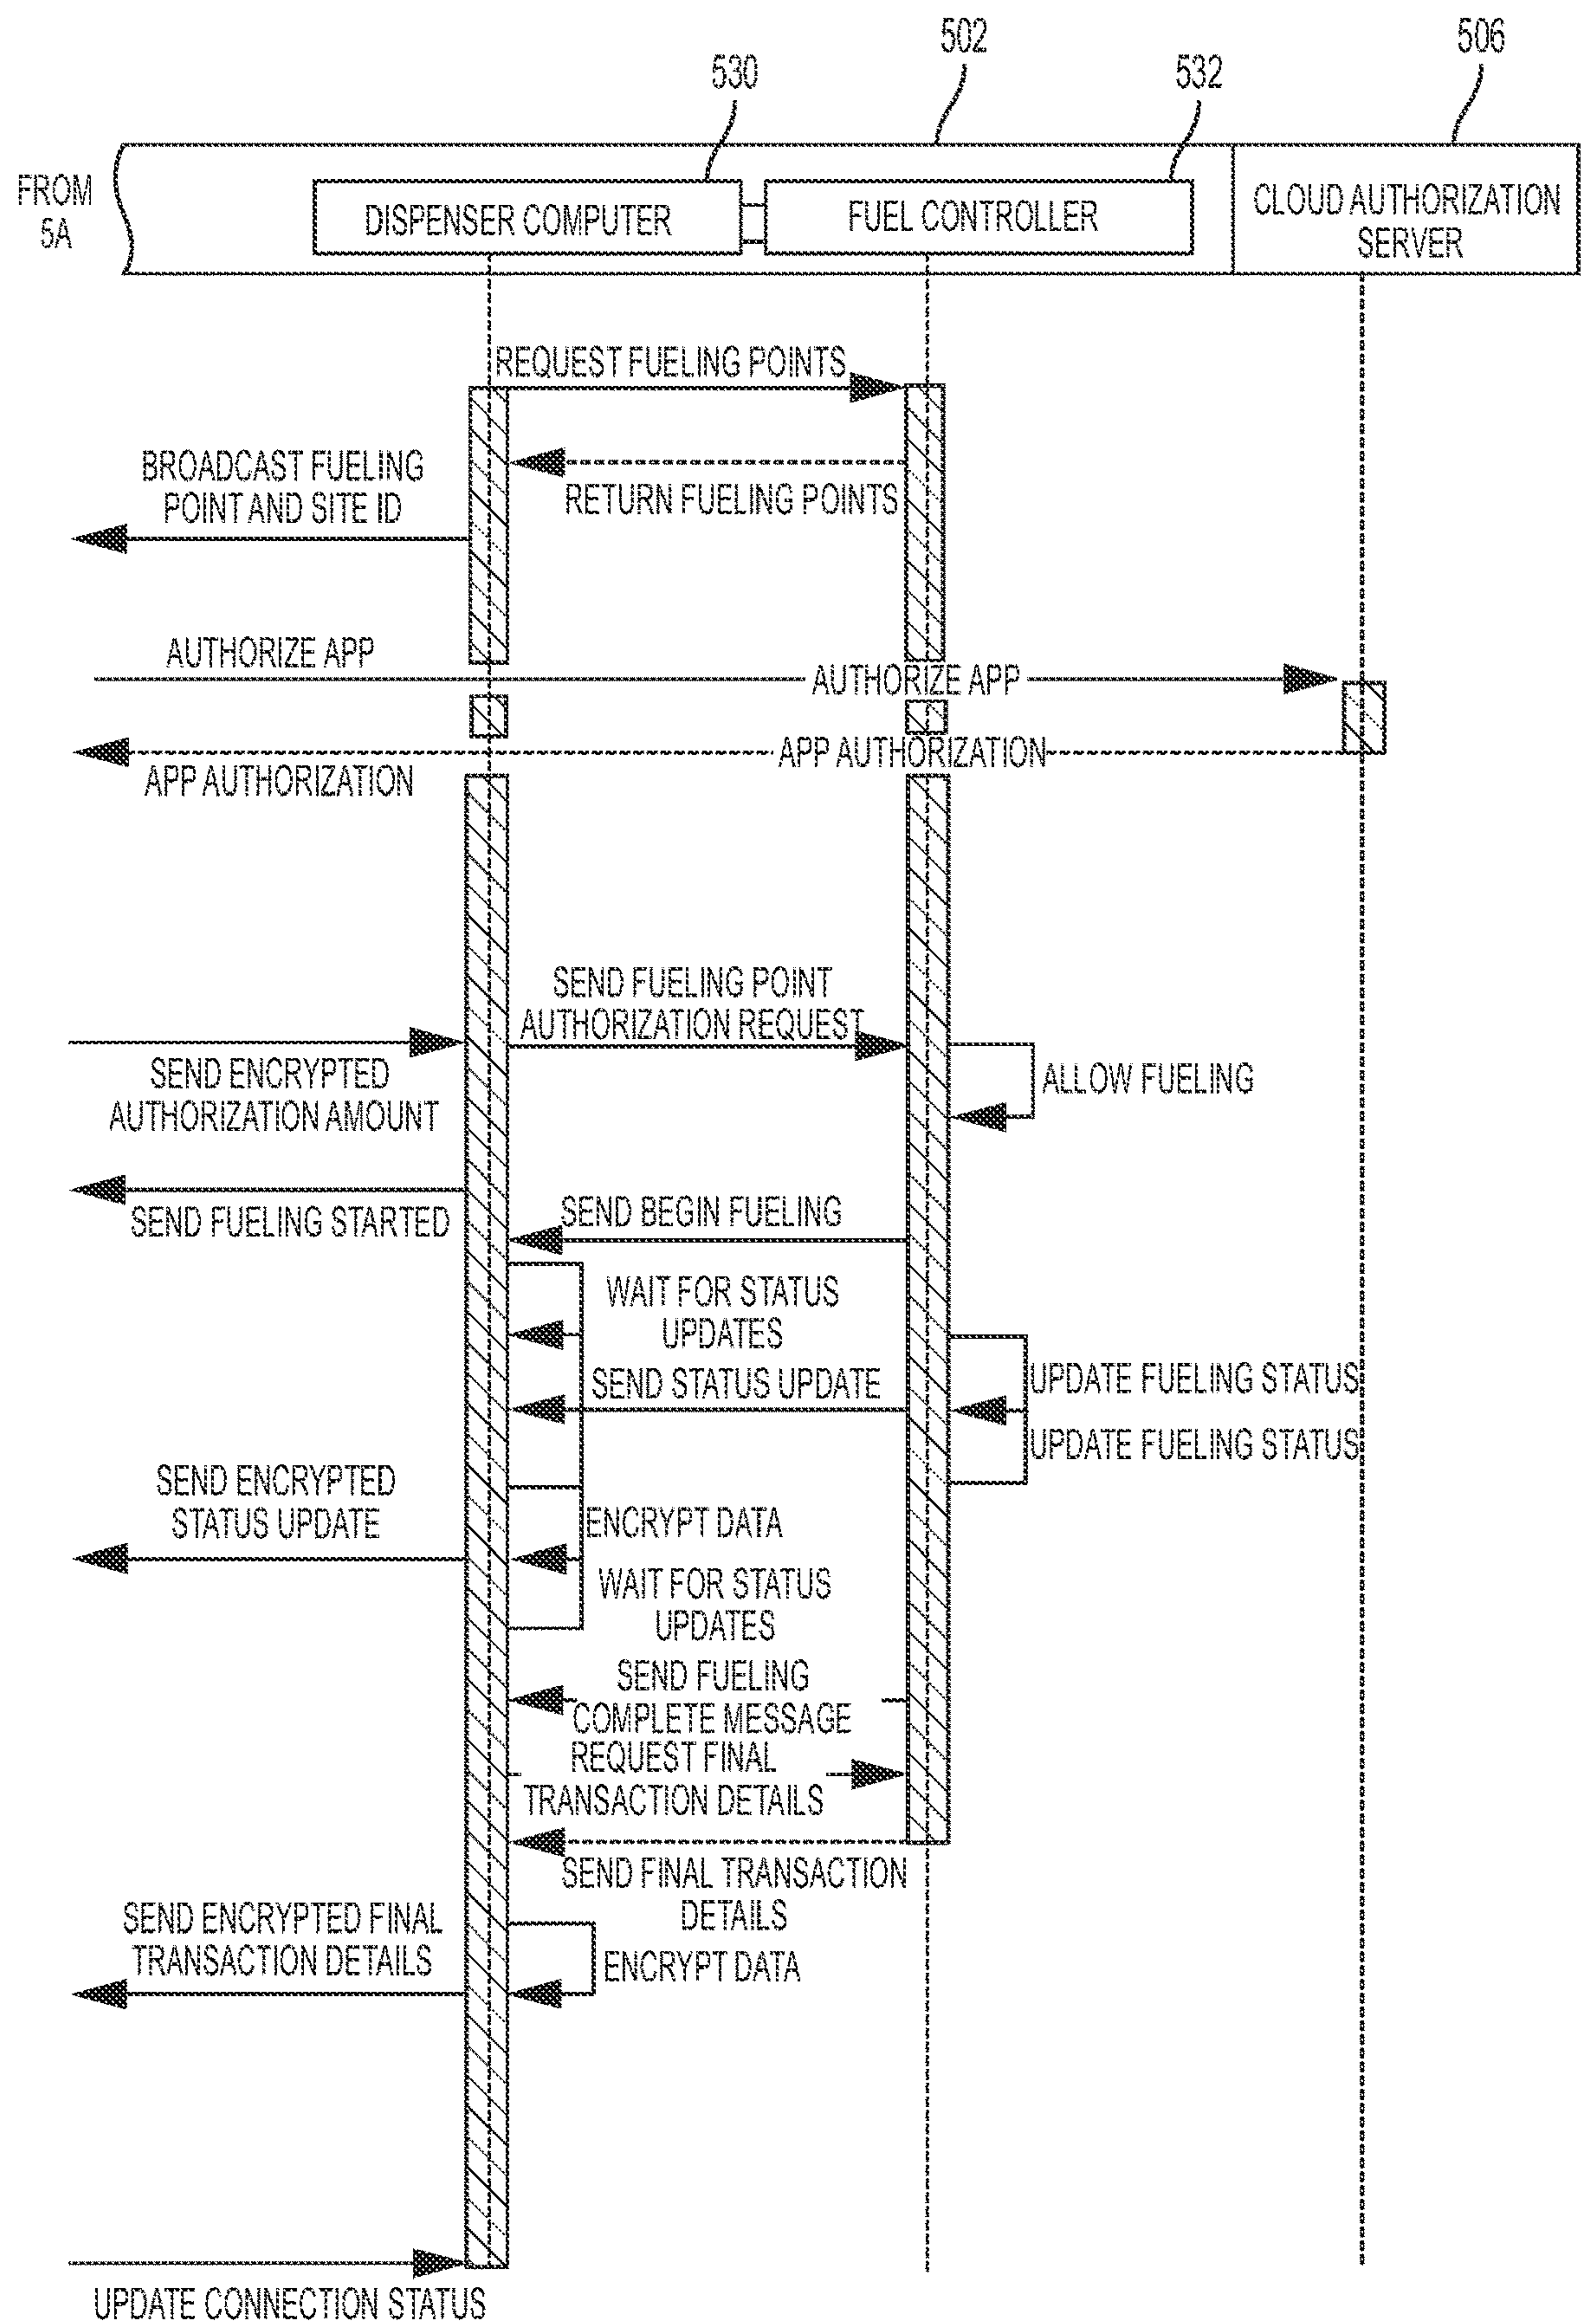 502
506
530
532
FROM
5A
DISPENSER COMPUTER
FUEL CONTROLLER
CLOUD AUTHORIZATION
SERVER
REQUEST FUELING POINTS
BROADCAST FUELING
POINT AND SITE ID
RETURN FUELING POINTS
AUTHORIZE APP
AUTHORIZE APP
APP AUTHORIZATION
APP AUTHORIZATION
SEND FUELING POINT
AUTHORIZATION REQUEST
SEND ENCRYPTED
AUTHORIZATION AMOUNT
ALLOW FUELING
SEND FUELING STARTED
SEND BEGIN FUELING
WAIT FOR STATUS
UPDATES
SEND STATUS UPDATE
UPDATE FUELING STATUS
UPDATE FUELING STATUS
SEND ENCRYPTED
STATUS UPDATE
ENCRYPT DATA
WAIT FOR STATUS
UPDATES
SEND FUELING
COMPLETE MESSAGE
REQUEST FINAL
TRANSACTION DETAILS
SEND FINAL TRANSACTION
DETAILS
SEND ENCRYPTED FINAL
TRANSACTION DETAILS
ENCRYPT DATA
UPDATE CONNECTION STATUS